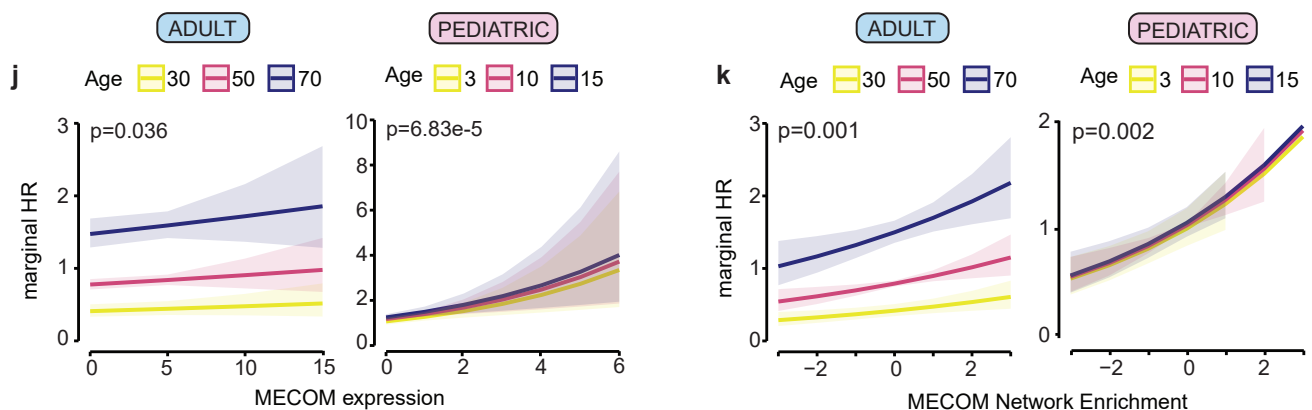 ADULT
PEDIATRIC
j
Age 30 50 70
Age 3 10 15
marginal HR
3
2
1
0
p=0.036
0 5 10 15
10
8
6
4
2
0
p=6.83e-5
0 2 4 6
MECOM expression
ADULT
PEDIATRIC
k
Age 30 50 70
Age 3 10 15
marginal HR
3
2
1
0
p=0.001
−2 0 2
2
1
0
p=0.002
−2 0 2
MECOM Network Enrichment